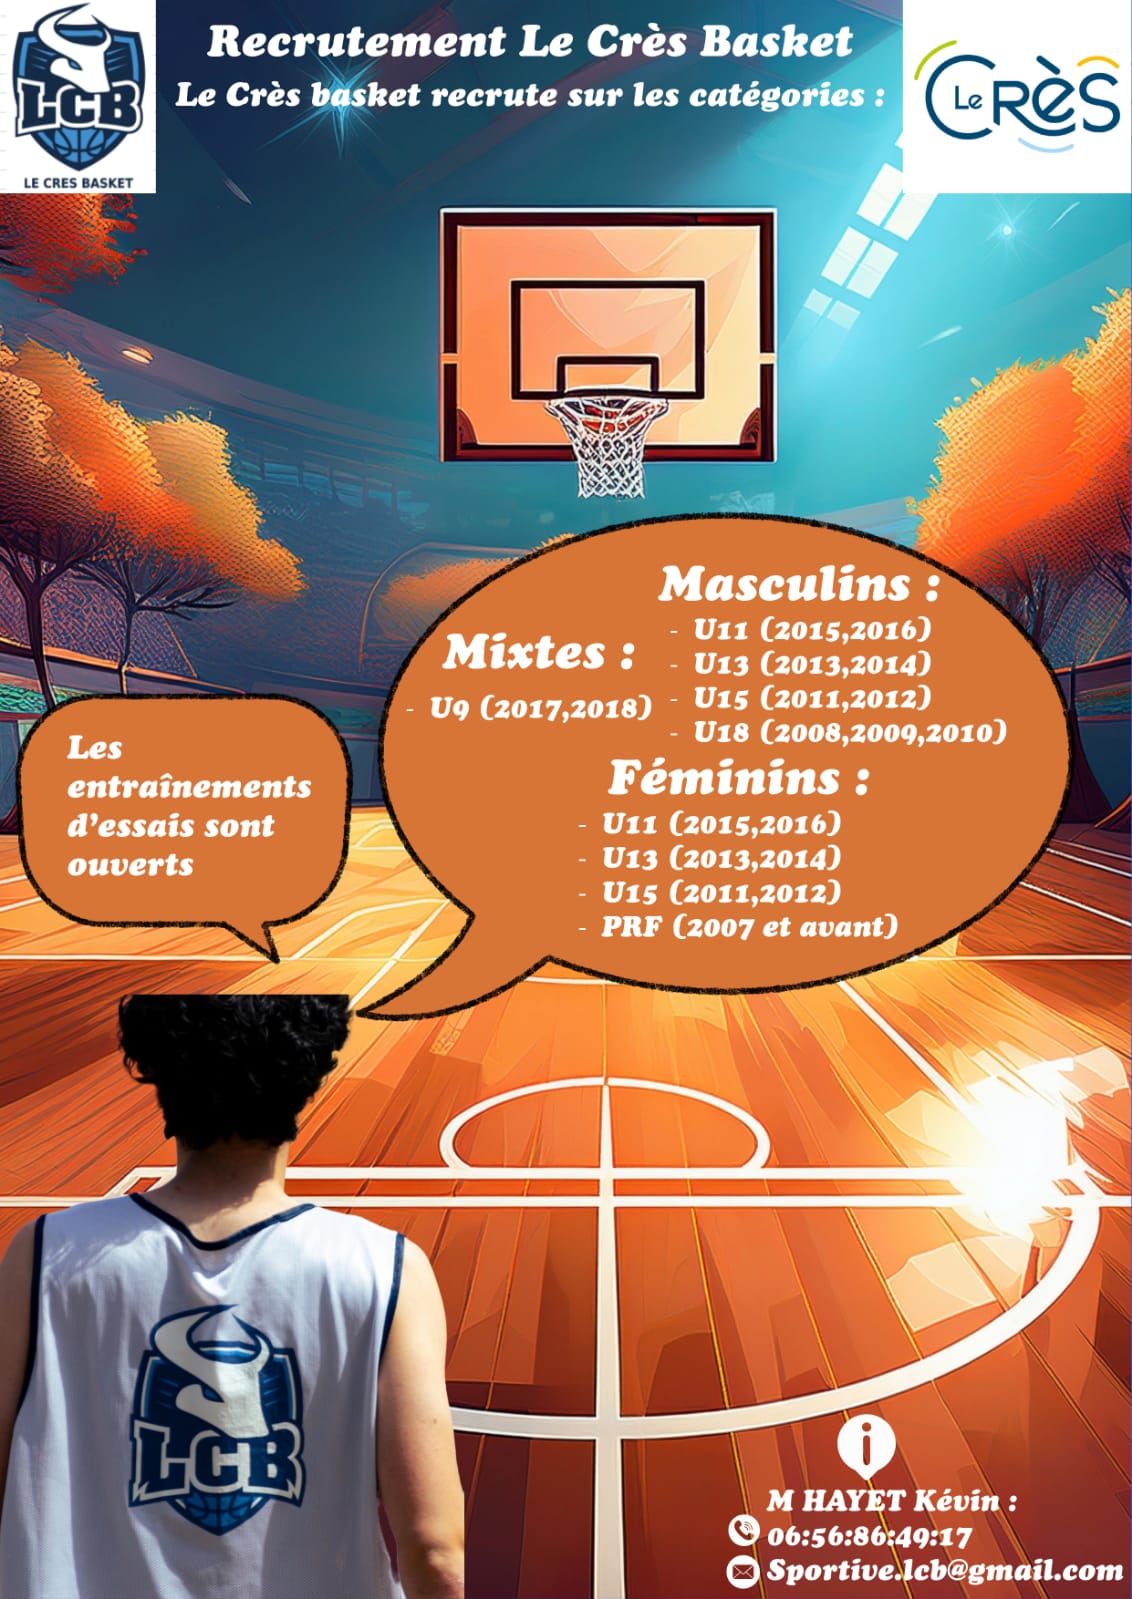 LCB
LE CRES BASKET
Recrutement Le Crès Basket
Le Crès basket recrute sur les catégories :
Le CRèS
Masculins :
- U11 (2015,2016)
- U13 (2013,2014)
- U15 (2011,2012)
- U18 (2008,2009,2010)
Mixtes :
- U9 (2017,2018)
Féminins :
- U11 (2015,2016)
- U13 (2013,2014)
- U15 (2011,2012)
- PRF (2007 et avant)
Les
entraînements
d'essais sont
ouverts
LCB
i
M HAYET Kévin :
06:56:86:49:17
Sportive.lcb@gmail.com